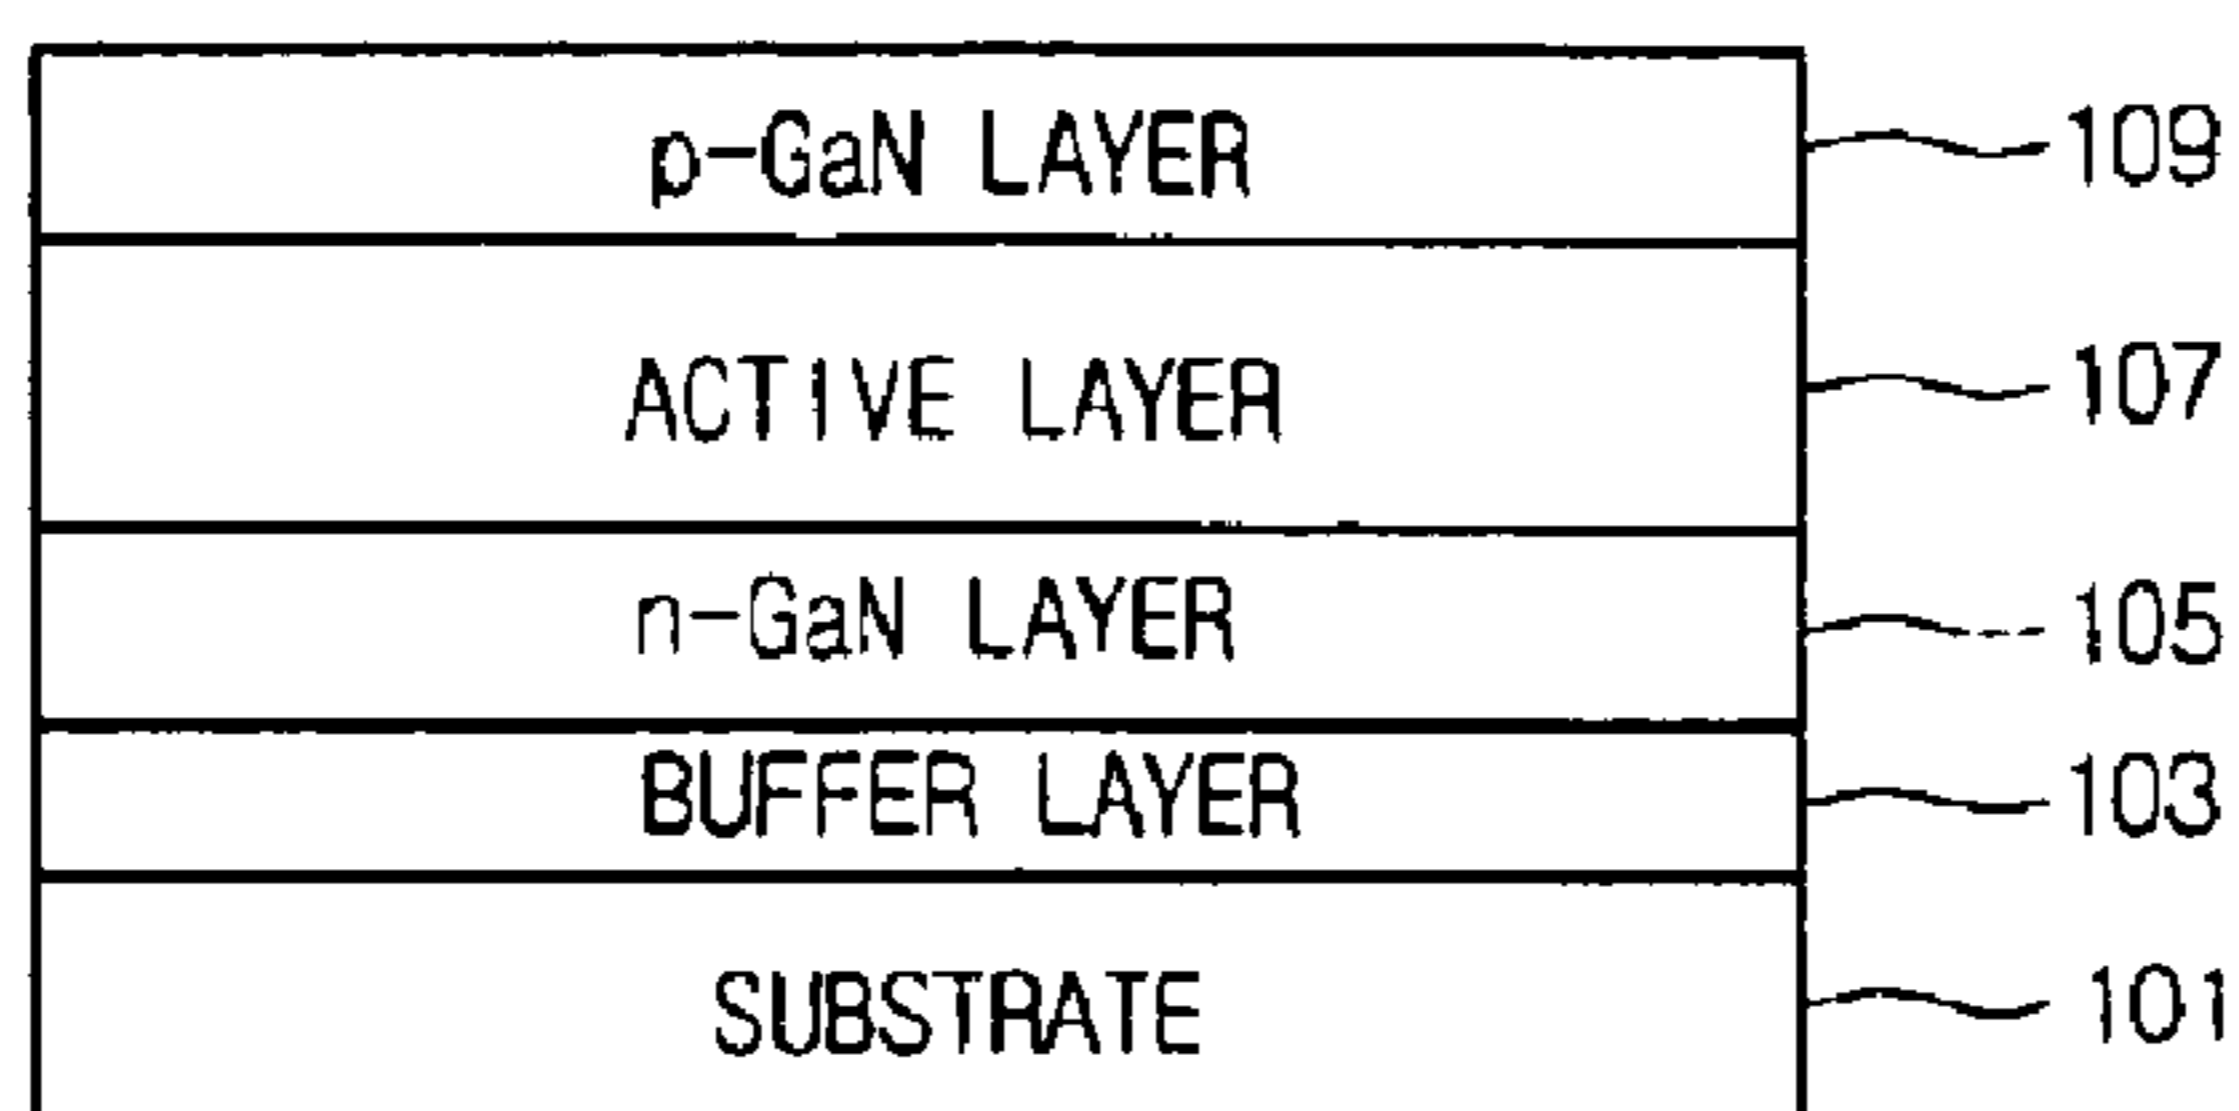 p-GaN LAYER 109
ACTIVE LAYER 107
n-GaN LAYER 105
BUFFER LAYER 103
SUBSTRATE 101